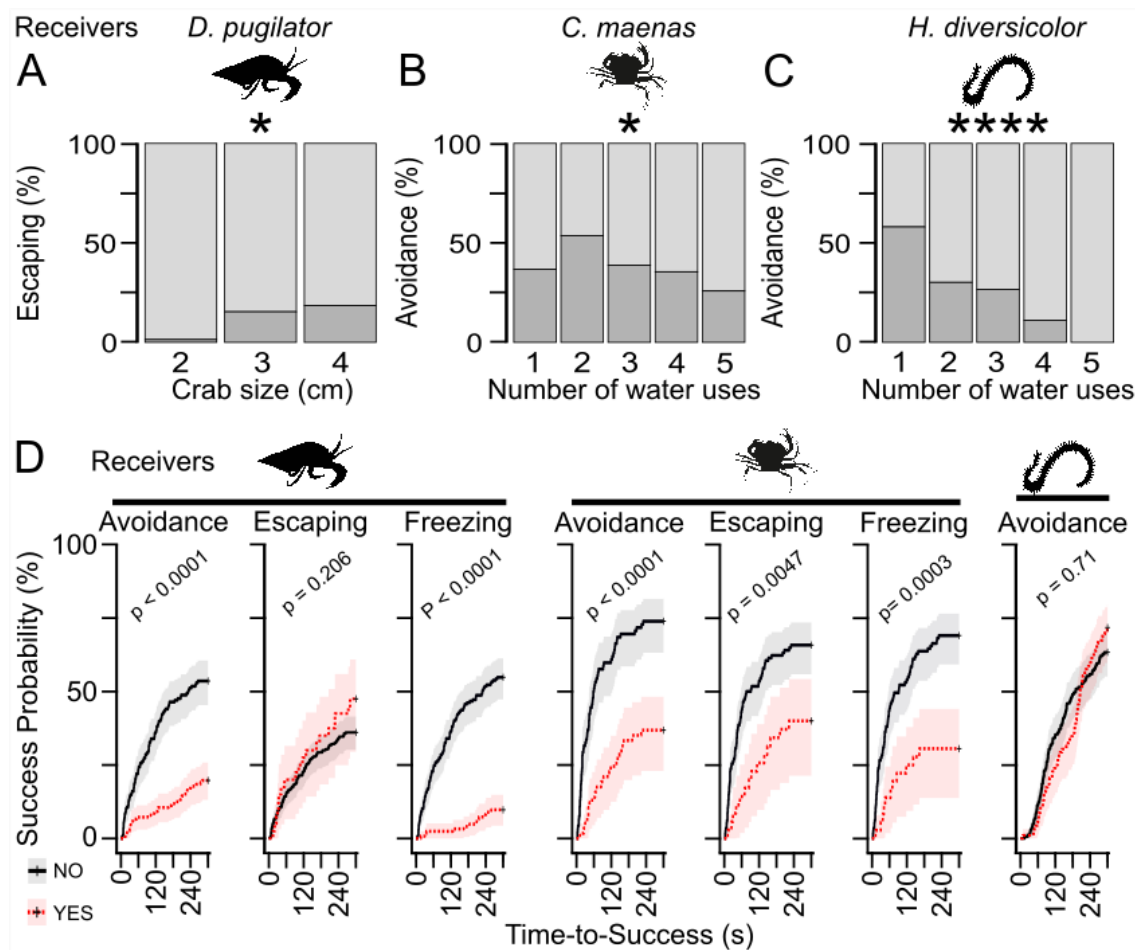 Receivers D. pugilator C. maenas H. diversicolor
A B C
* * ****
100 100 100
Escaping (%) Avoidance (%) Avoidance (%)
50 50 50
0 0 0
2 3 4 1 2 3 4 5 1 2 3 4 5
Crab size (cm) Number of water uses Number of water uses
D Receivers
Avoidance Escaping Freezing Avoidance Escaping Freezing Avoidance
Success Probability (%)
100
50
0
p < 0.0001 p = 0.206 P < 0.0001 p < 0.0001 p = 0.0047 p= 0.0003 p = 0.71
0 120 240 0 120 240 0 120 240 0 120 240 0 120 240 0 120 240 0 120 240
NO
YES
Time-to-Success (s)